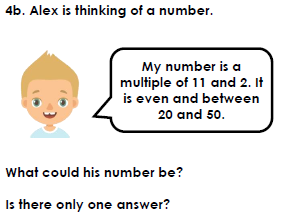 4b. Alex is thinking of a number.
My number is a
multiple of 11 and 2. It
is even and between
20 and 50.
What could his number be?
Is there only one answer?